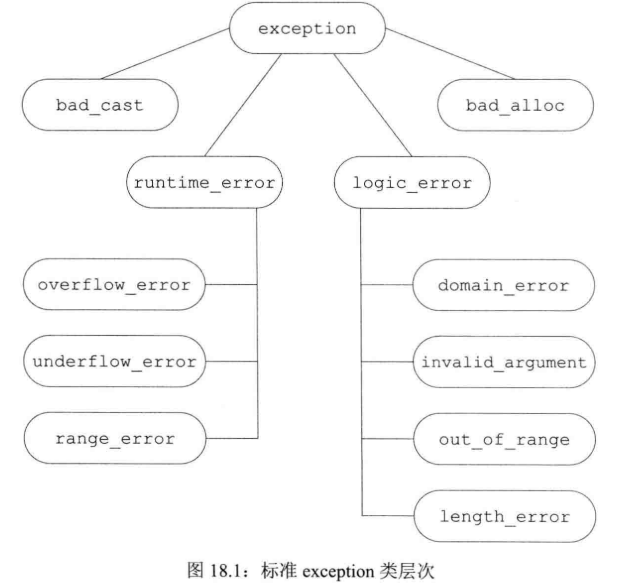 exception
bad_cast
bad_alloc
runtime_error
logic_error
overflow_error
domain_error
underflow_error
invalid_argument
range_error
out_of_range
length_error
图 18.1：标准 exception 类层次